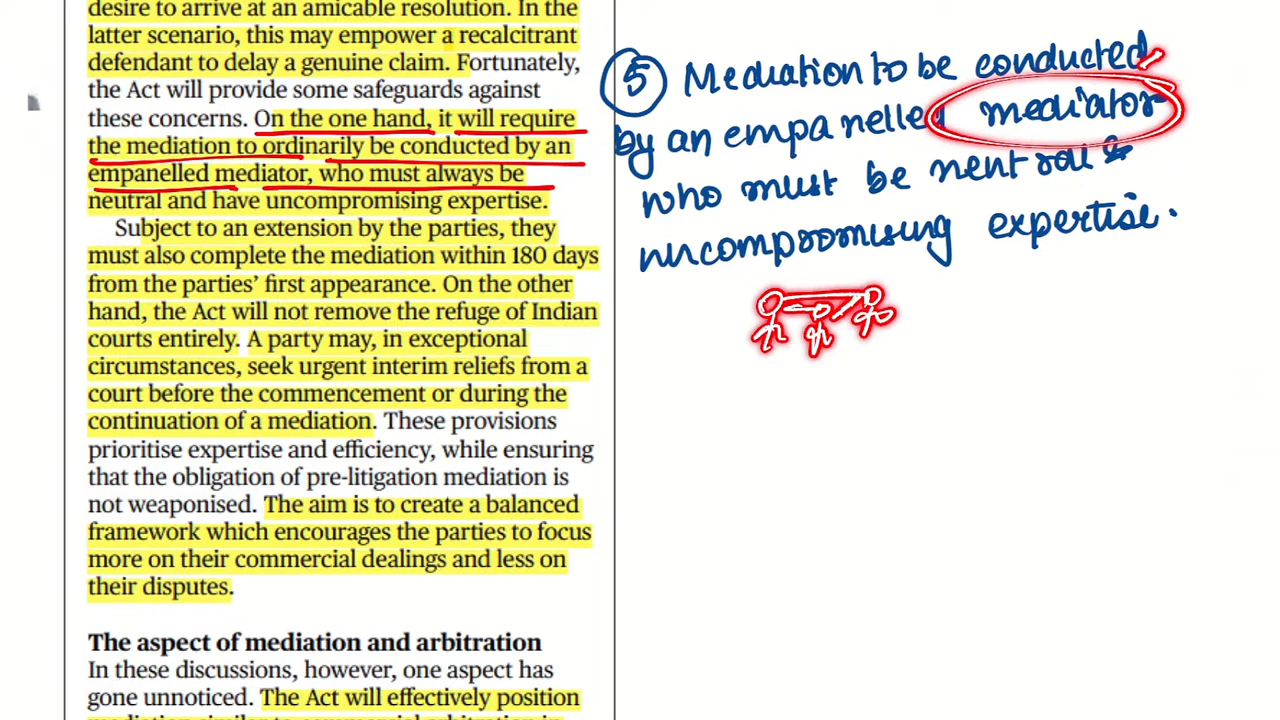 desire to arrive at an amicable resolution. In the
latter scenario, this may empower a recalcitrant
defendant to delay a genuine claim. Fortunately,
the Act will provide some safeguards against
these concerns. On the one hand, it will require
the mediation to ordinarily be conducted by an
empanelled mediator, who must always be
neutral and have uncompromising expertise.
Subject to an extension by the parties, they
must also complete the mediation within 180 days
from the parties’ first appearance. On the other
hand, the Act will not remove the refuge of Indian
courts entirely. A party may, in exceptional
circumstances, seek urgent interim reliefs from a
court before the commencement or during the
continuation of a mediation. These provisions
prioritise expertise and efficiency, while ensuring
that the obligation of pre-litigation mediation is
not weaponised. The aim is to create a balanced
framework which encourages the parties to focus
more on their commercial dealings and less on
their disputes.
The aspect of mediation and arbitration
In these discussions, however, one aspect has
gone unnoticed. The Act will effectively position
5 Mediation to be conducted
by an empanelled mediator
who must be neutral &
uncompromising expertise.